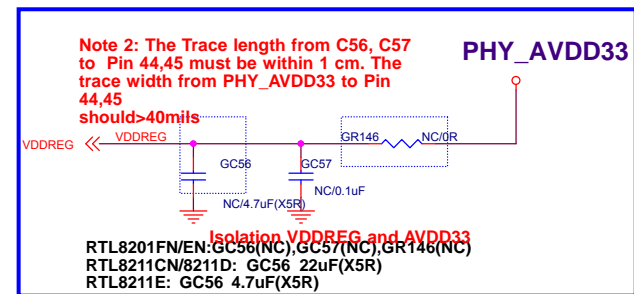 Note 2: The Trace length from C56, C57
to Pin 44,45 must be within 1 cm. The
trace width from PHY_AVDD33 to Pin
44,45
should>40mils
PHY_AVDD33
VDDREG
VDDREG
GR146
NC/0R
GC56
GC57
NC/4.7uF(X5R)
NC/0.1uF
Isolation VDDREG and AVDD33
RTL8201FN/EN:GC56(NC),GC57(NC),GR146(NC)
RTL8211CN/8211D: GC56 22uF(X5R)
RTL8211E: GC56 4.7uF(X5R)